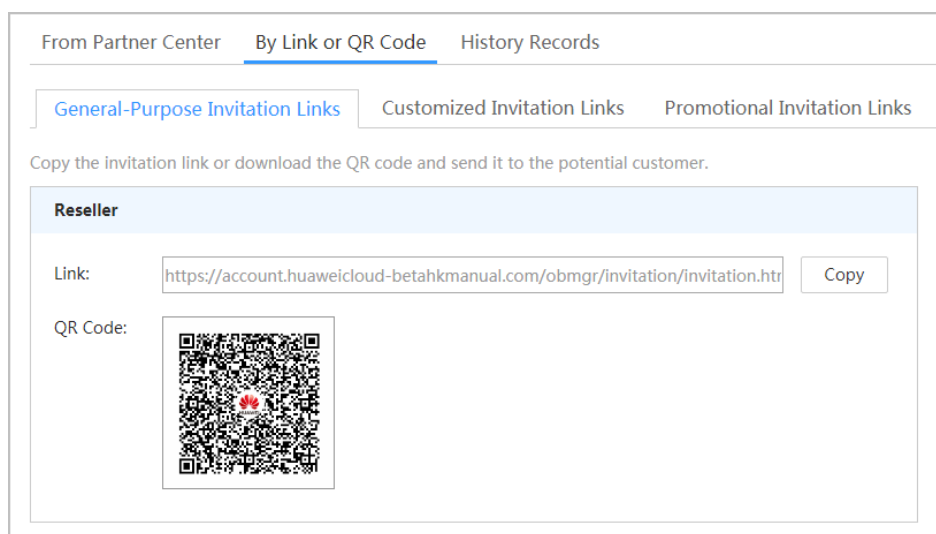 From Partner Center By Link or QR Code History Records
General-Purpose Invitation Links Customized Invitation Links Promotional Invitation Links
Copy the invitation link or download the QR code and send it to the potential customer.
Reseller
Link: https://account.huaweicloud-betahkmanual.com/obmgr/invitation/invitation.htr Copy
QR Code:
HUAWEI